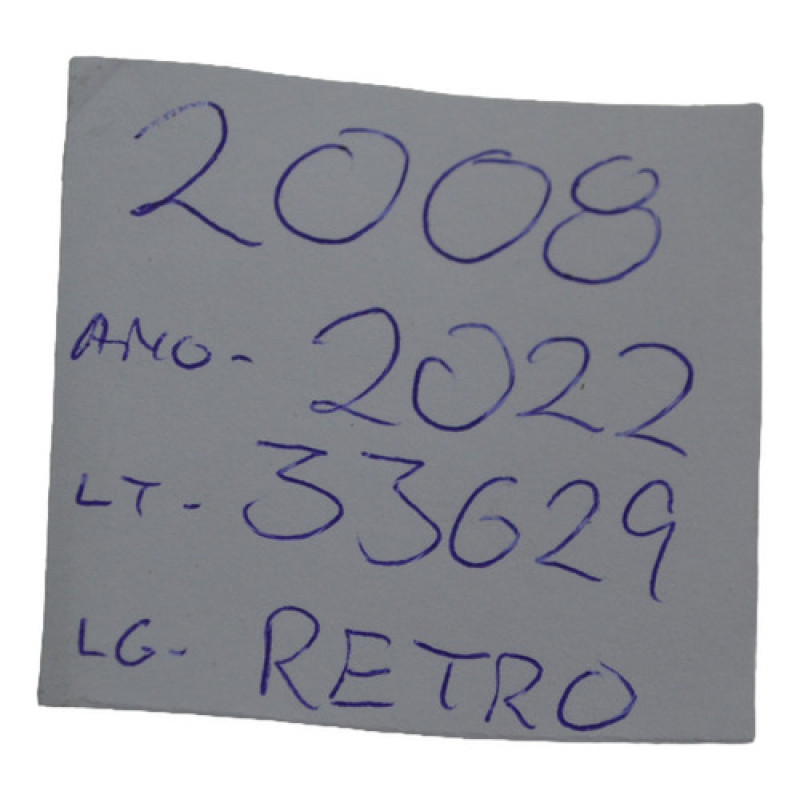 2008
ANO- 2022
LT- 33629
LG- RETRO